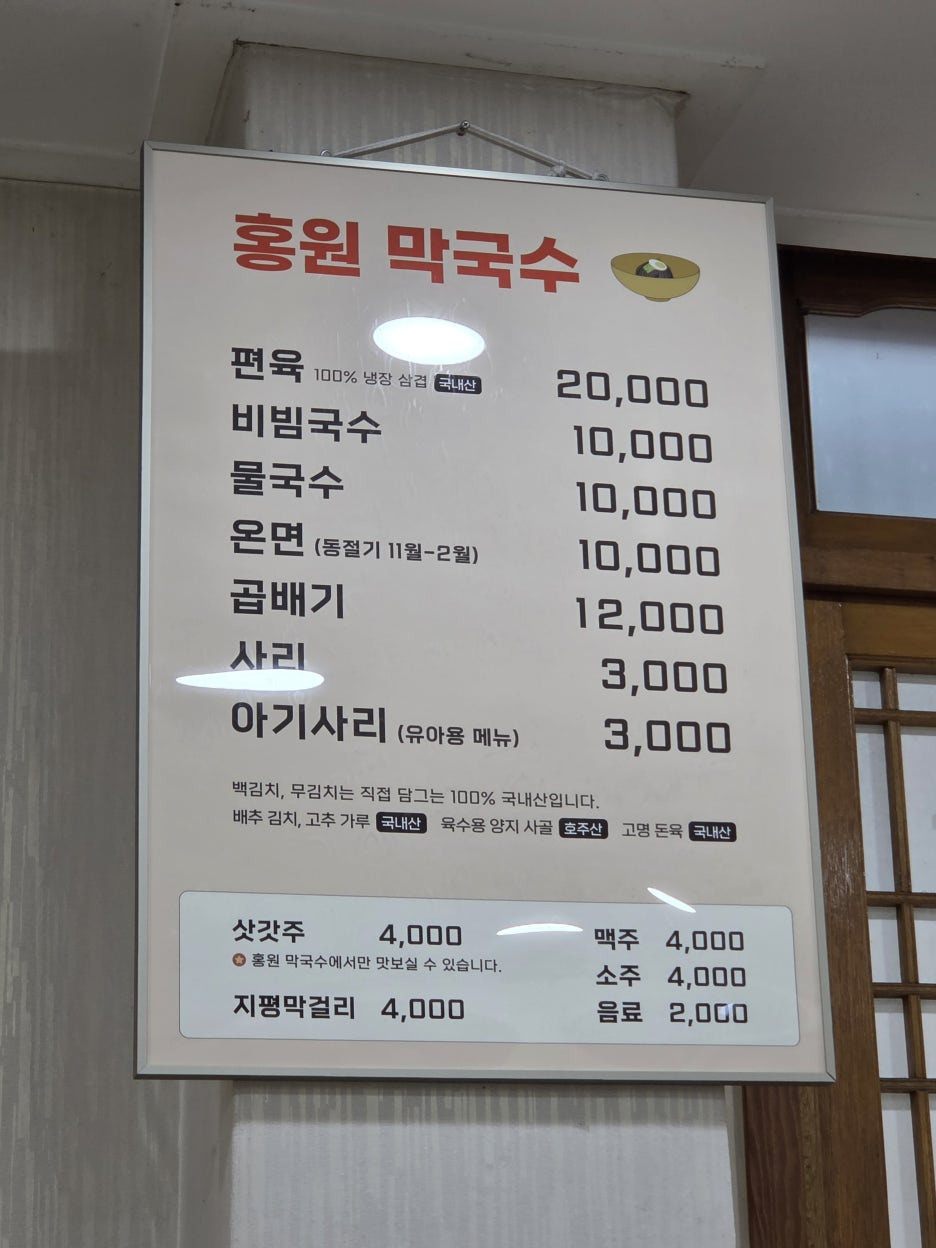 홍원 막국수
편육 100% 냉장 삼겹 국내산 20,000
비빔국수 10,000
물국수 10,000
온면 (동절기 11월-2월) 10,000
곱배기 12,000
사리 3,000
아기사리 (유아용 메뉴) 3,000
백김치, 무김치는 직접 담그는 100% 국내산입니다.
배추 김치, 고추 가루 국내산 육수용 양지 사골 호주산 고명 돈육 국내산
삿갓주 4,000
홍원 막국수에서만 맛보실 수 있습니다.
지평막걸리 4,000
맥주 4,000
소주 4,000
음료 2,000